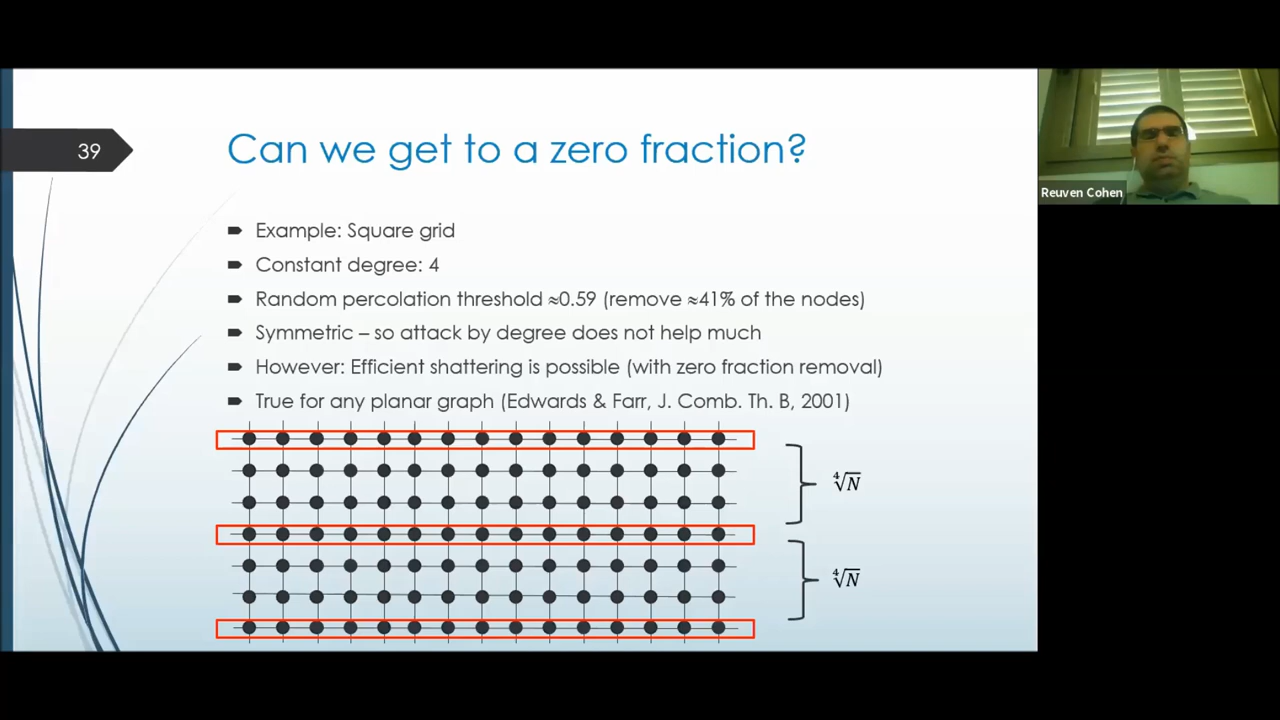 39
Can we get to a zero fraction?
Example: Square grid
Constant degree: 4
Random percolation threshold ≈0.59 (remove ≈41% of the nodes)
Symmetric – so attack by degree does not help much
However: Efficient shattering is possible (with zero fraction removal)
True for any planar graph (Edwards & Farr, J. Comb. Th. B, 2001)
∜N
∜N
Reuven Cohen